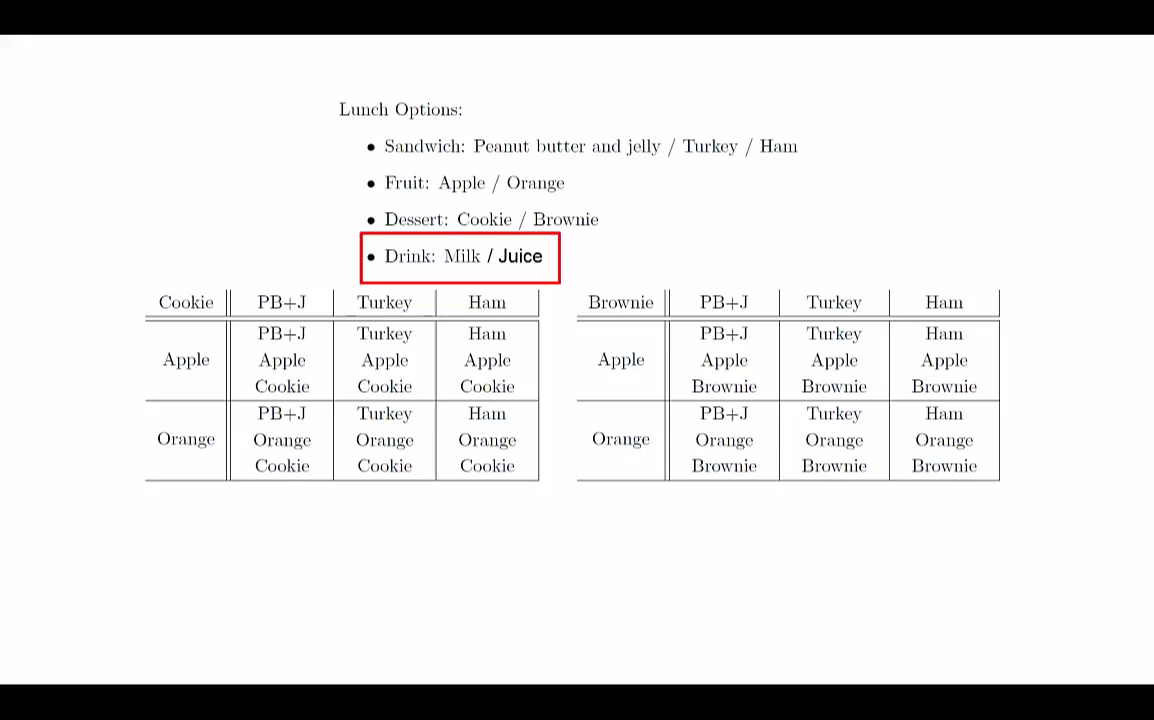 Lunch Options:
• Sandwich: Peanut butter and jelly / Turkey / Ham
• Fruit: Apple / Orange
• Dessert: Cookie / Brownie
• Drink: Milk / Juice
Cookie PB+J Turkey Ham
PB+J Turkey Ham
Apple Apple Apple Apple
Cookie Cookie Cookie
PB+J Turkey Ham
Orange Orange Orange Orange
Cookie Cookie Cookie
Brownie PB+J Turkey Ham
PB+J Turkey Ham
Apple Apple Apple Apple
Brownie Brownie Brownie
PB+J Turkey Ham
Orange Orange Orange Orange
Brownie Brownie Brownie